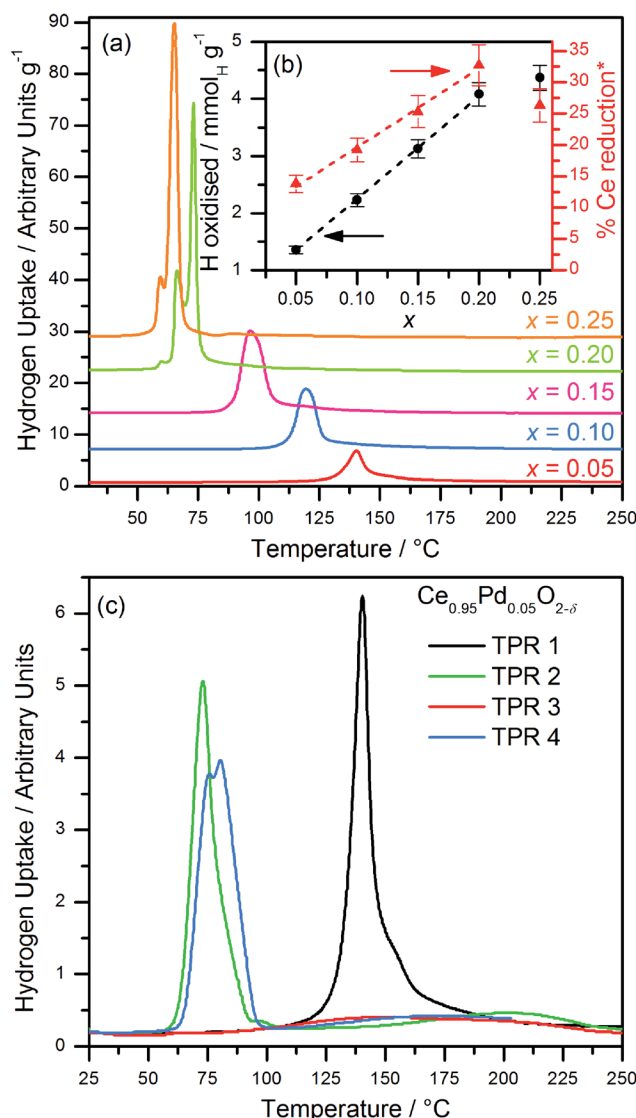 (a)
Hydrogen Uptake / Arbitrary Units g⁻¹
90
80
70
60
50
40
30
20
10
0
(b)
H oxidised / mmol_H g⁻¹
5
4
3
2
1
% Ce reduction*
35
30
25
20
15
10
5
0
0.05 0.10 0.15 0.20 0.25
x
x = 0.25
x = 0.20
x = 0.15
x = 0.10
x = 0.05
50 75 100 125 150 175 200 225 250
Temperature / °C
(c)
Hydrogen Uptake / Arbitrary Units
6
5
4
3
2
1
0
Ce₀.₉₅Pd₀.₀₅O₂₋δ
TPR 1
TPR 2
TPR 3
TPR 4
25 50 75 100 125 150 175 200 225 250
Temperature / °C